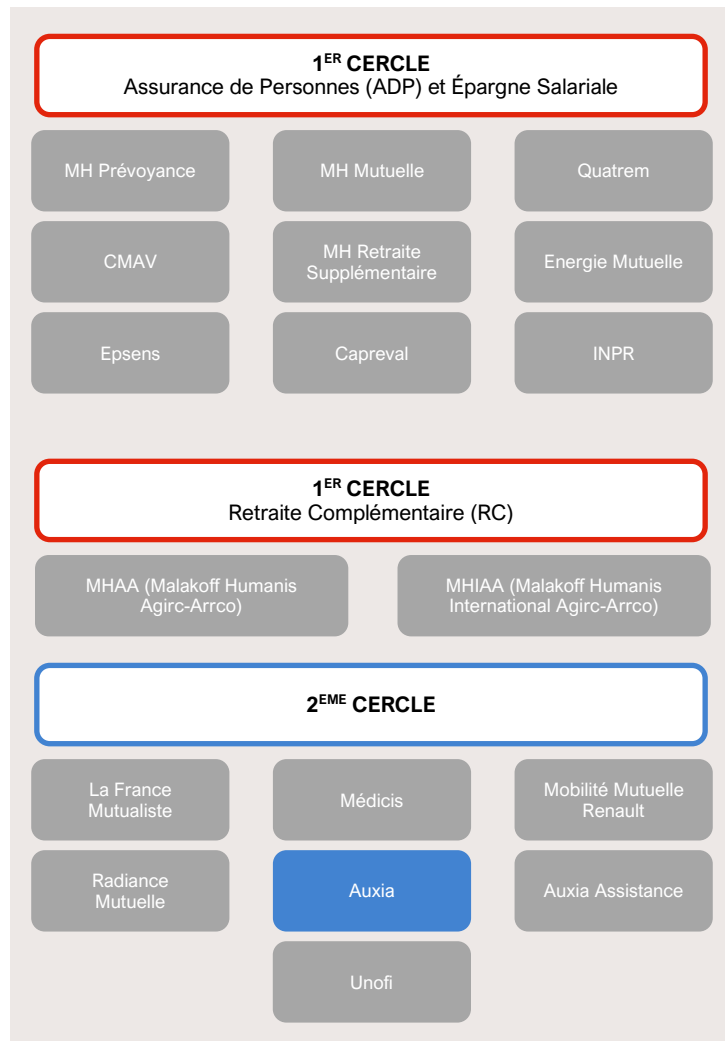 1ER CERCLE
Assurance de Personnes (ADP) et Épargne Salariale
MH Prévoyance
MH Mutuelle
Quatrem
CMAV
MH Retraite
Supplémentaire
Energie Mutuelle
Epsens
Capreval
INPR
1ER CERCLE
Retraite Complémentaire (RC)
MHAA (Malakoff Humanis
Agirc-Arrco)
MHIAA (Malakoff Humanis
International Agirc-Arrco)
2EME CERCLE
La France
Mutualiste
Médicis
Mobilité Mutuelle
Renault
Radiance
Mutuelle
Auxia
Auxia Assistance
Unofi